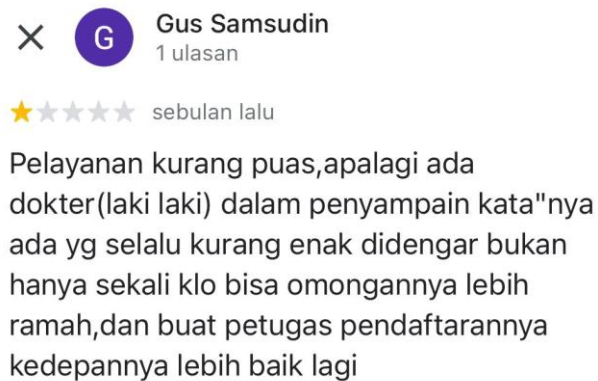 G
Gus Samsudin
1 ulasan
sebulan lalu
Pelayanan kurang puas,apalagi ada
dokter(laki laki) dalam penyampain kata"nya
ada yg selalu kurang enak didengar bukan
hanya sekali klo bisa omongannya lebih
ramah,dan buat petugas pendaftarannya
kedepannya lebih baik lagi